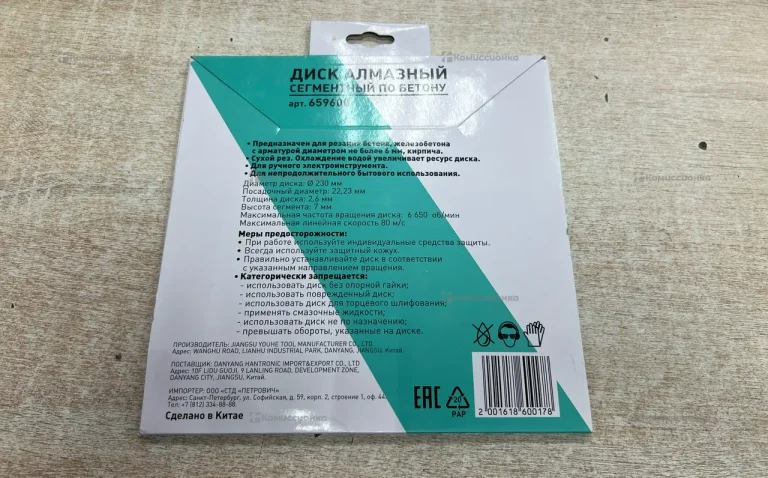 ДИСК АЛМАЗНЫЙ
СЕГМЕНТНЫЙ ПО БЕТОНУ
арт. 659600
• Предназначен для резания бетона, железобетона
с арматурой диаметром не более 6 мм, кирпича.
• Сухой рез. Охлаждение водой увеличивает ресурс диска.
• Для ручного электроинструмента.
• Для непродолжительного бытового использования.
Диаметр диска: Ø 230 мм
Посадочный диаметр: 22,23 мм
Толщина диска: 2,6 мм
Высота сегмента: 7 мм
Максимальная частота вращения диска: 6 650 об/мин
Максимальная линейная скорость 80 м/с
Меры предосторожности:
• При работе используйте индивидуальные средства защиты.
• Всегда используйте защитный кожух.
• Правильно устанавливайте диск в соответствии
с указанным направлением вращения.
• Категорически запрещается:
- использовать диск без опорной гайки;
- использовать поврежденный диск;
- использовать диск для торцевого шлифования;
- применять смазочные жидкости;
- использовать диск не по назначению;
- превышать обороты, указанные на диске.
ПРОИЗВОДИТЕЛЬ: JIANGSU YOUHE TOOL MANUFACTURER CO., LTD.
Адрес: WANGHU ROAD, LIANHU INDUSTRIAL PARK, DANYANG, JIANGSU, Китай.
ПОСТАВЩИК: DANYANG HANTRONIC IMPORT&EXPORT CO., LTD
Адрес: 10F LIDU GUOJI, 9 LANLING ROAD, DEVELOPMENT ZONE,
DANYANG CITY, JIANGSU, Китай.
ИМПОРТЕР: ООО «СТД «ПЕТРОВИЧ»
Адрес: Санкт-Петербург, ул. Софийская, д. 59, корп. 2, строение 1, оф. 44
Тел: +7 (812) 334-88-88.
Сделано в Китае
EAC
20
PAP
2 001618 600178
Комиссионка
Комиссионка
Комиссионка
Комиссионка
Комиссионка